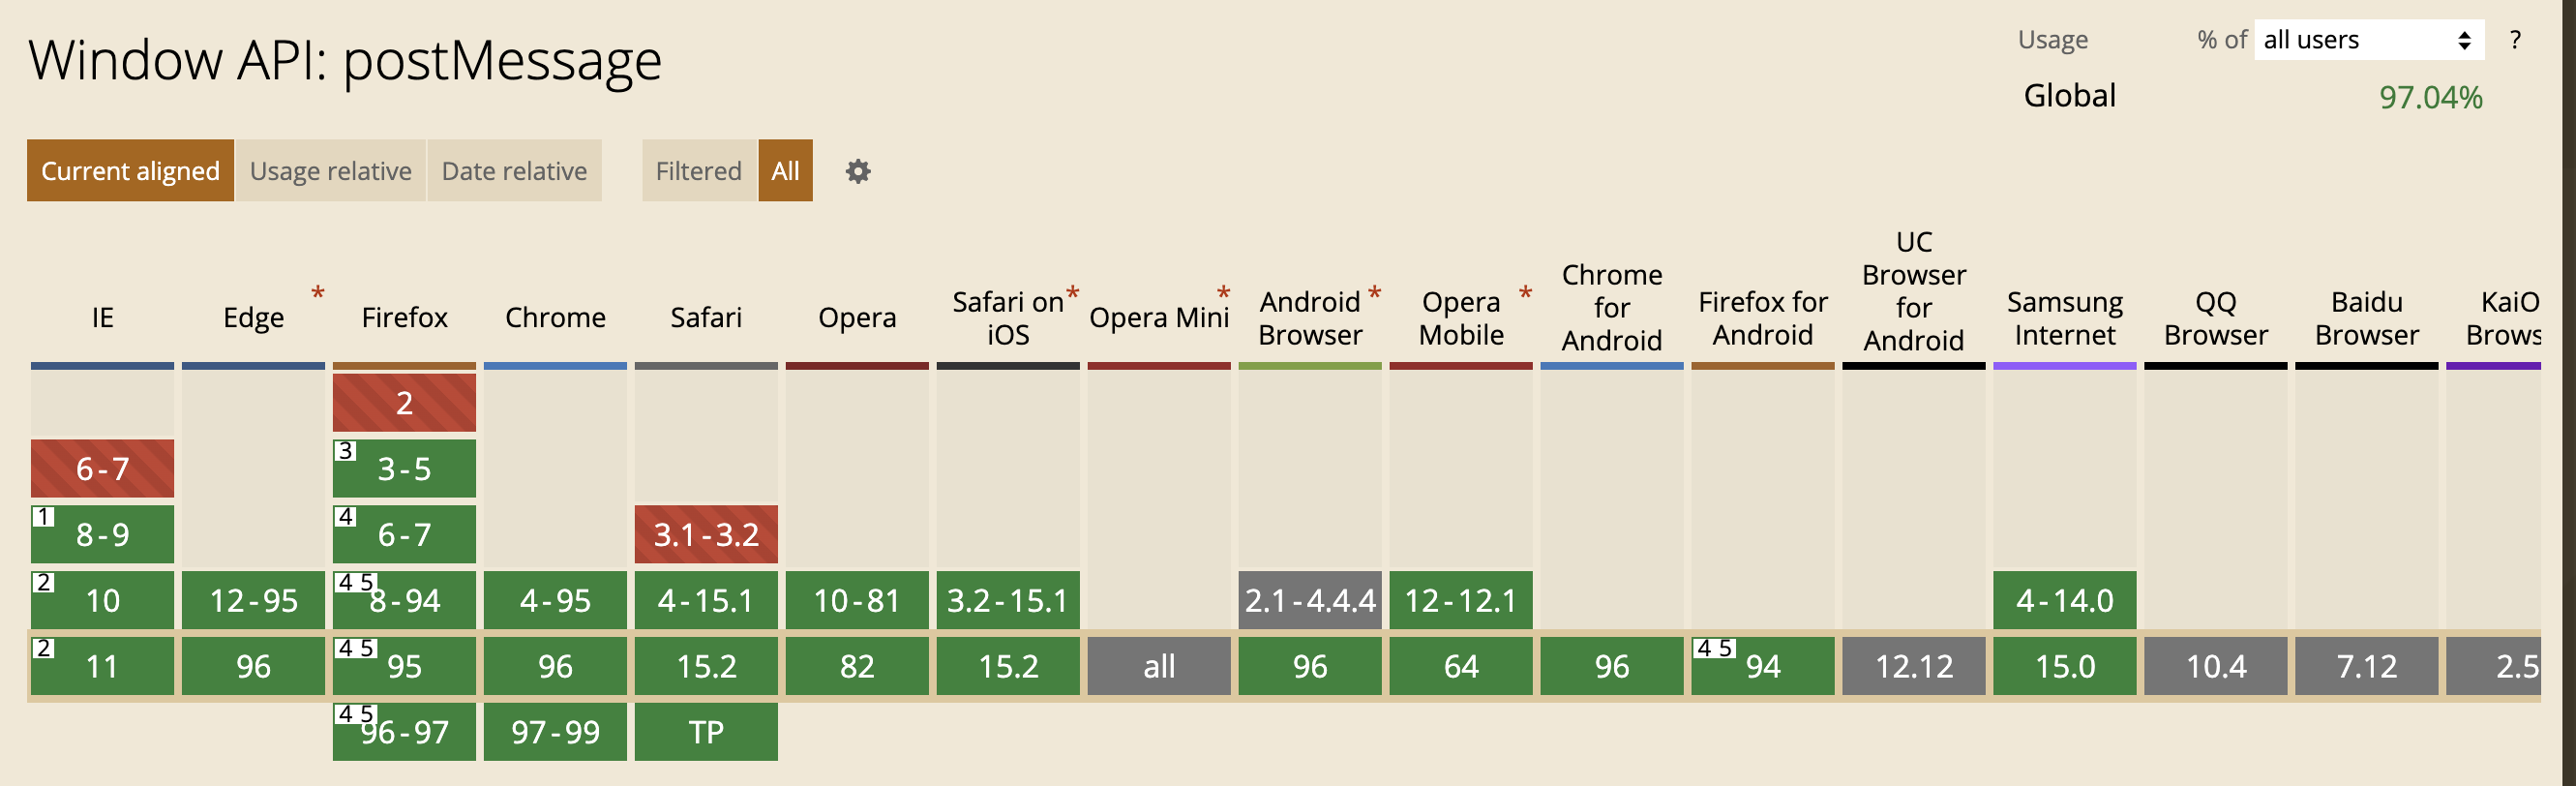 Window API: postMessage
Usage % of all users ?
Global 97.04%
Current aligned Usage relative Date relative Filtered All
IE
Edge *
Firefox
Chrome
Safari
Opera
Safari on *
iOS
Opera Mini *
Android *
Browser
Opera *
Mobile
Chrome
for
Android
Firefox for
Android
UC
Browser
for
Android
Samsung
Internet
QQ
Browser
Baidu
Browser
KaiO
Brows
2
6-7 3 3-5
1 8-9 4 6-7 3.1-3.2
2 10 12-95 4 5 8-94 4-95 4-15.1 10-81 3.2-15.1 2.1-4.4.4 12-12.1 4-14.0
2 11 96 4 5 95 96 15.2 82 15.2 all 96 64 96 4 5 94 12.12 15.0 10.4 7.12 2.5
4 5 96-97 97-99 TP